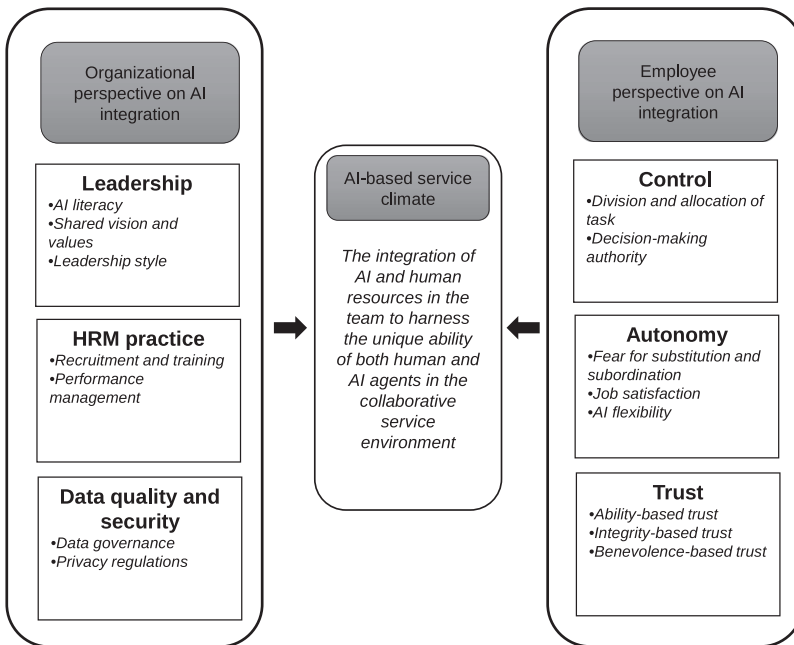 Organizational
perspective on AI
integration
Leadership
•AI literacy
•Shared vision and
values
•Leadership style
HRM practice
•Recruitment and training
•Performance
management
Data quality and
security
•Data governance
•Privacy regulations
AI-based service
climate
The integration of
AI and human
resources in the
team to harness
the unique ability
of both human and
AI agents in the
collaborative
service
environment
Employee
perspective on AI
integration
Control
•Division and allocation of
task
•Decision-making
authority
Autonomy
•Fear for substitution and
subordination
•Job satisfaction
•AI flexibility
Trust
•Ability-based trust
•Integrity-based trust
•Benevolence-based trust